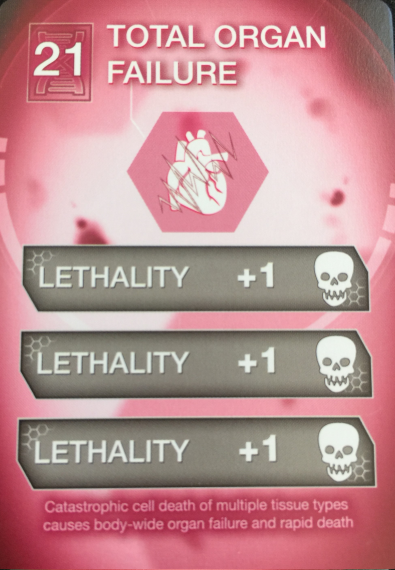 21
TOTAL ORGAN
FAILURE
LETHALITY +1
LETHALITY +1
LETHALITY +1
Catastrophic cell death of multiple tissue types
causes body-wide organ failure and rapid death